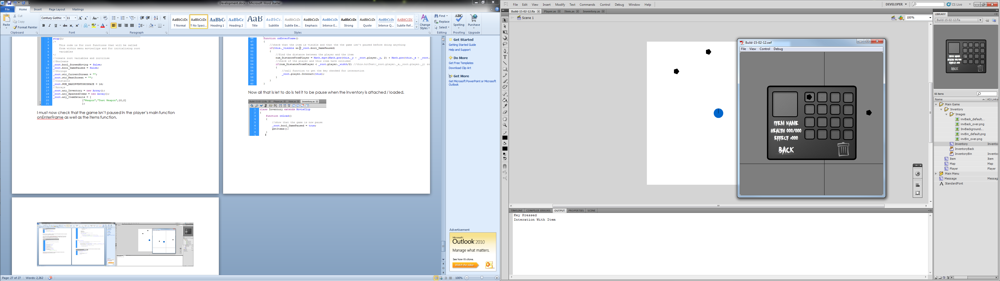 Development.docx - Microsoft Word Starter
File Home Insert Page Layout Mailings
Paste
Cut
Copy
Format Painter
Clipboard
Century Gothic 11
Font
Paragraph
AaBbCcDc AaBbCcDc AaBbC AaBbCc AaB AaBbCc. AaBbCcDc AaBbCcDc AaBbCcDc AaBbCcDc AaBbCcDc AaBbCcDc AABBCCDD
¶ Normal ¶ No Spaci... Heading 1 Heading 2 Title Subtitle Subtle Em... Emphasis Intense E... Strong Quote Intense Q... Subtle Ref...
Styles
Change Styles
Find
Replace
Select
Editing
Spelling
Proofing
Purchase
Upgrade
1 stop();
2 /*
3 This code is for root functions that will be called
4 from within menu movieclips and for initialising root
5 variables
6 */
7 //create root variables and initilise
8 //Booleans
9 _root.bool_ScreenMoving = false;
10 _root.bool_GamePaused = false;
11 //Strings
12 _root.str_CurrentScreen = "";
13 _root.str_NextScreen = "";
14 //Constants
15 _root.NUM_MAXINVENTORYSPACE = 16;
16 //Arrays
17 _root.ary_Inventory = new Array();
18 _root.ary_SpawnedItems = new Array();
19 _root.ary_ItemDetails = [
20 ["Weapon","Test Weapon",10,2]
21 ];
I must now check that the game isn't paused in the player's main function
onEnterFrame as well as the items function.
46 function onEnterFrame()
47 {
48 //check that the item is visible and that the the game isn't paused before doing anything
49 if(this._visible && !_root.bool_GamePaused)
50 {
51 //find the distance between the player and the item
52 num_DistanceFromPlayer = Math.sqrt(Math.pow(this._y - _root.player._y, 2) + Math.pow(this._x - _root.
53 //check if the player and this item have collided
54 if(num_DistanceFromPlayer < _root.player._width/2) //this.hitTest(_root.player._x,_root.player._y) &&
55 {
56 //call function to get the key checked for interaction
57 _root.player.Interact(this);
58 }
59 }
60 }
Now all that is let to do is tell it to be pause when the inventory is attached / loaded.
Build-15-02-12.fla Player.as Item.as Inventory.as
1 class Inventory extends MovieClip
2 {
3 function onLoad()
4 {
5 //show that the game is now pause
6 _root.bool_GamePaused = true;
7 getItems();
8 }
Get Started
Getting Started Guide
Help and Support
Do More
Get Free Templates
Download Clip Art
Get More
Get Microsoft PowerPoint or Microsoft
Outlook
Advertisement
Microsoft
Outlook 2010
Manage what matters.
See how it's done.
Watch the video
Page: 27 of 27 Words: 2,262
100%
Fl File Edit View Insert Modify Text Commands Control Debug Window Help
DEVELOPER
CS Live
Build-15-02-12.fla Player.as Item.as Inventory.as
Scene 1
100%
Build-15-02-12.swf
File View Control Debug
ITEM NAME
HEALTH 000/000
EFFECT +000
BACK
TIMELINE COMPILER ERRORS OUTPUT PROPERTIES SCENE
Key Pressed
Interation With Item
LIBRARY
Build-15-02-12.fla
ITEM NAME
HEALTH 000/000
EFFECT +000
BACK
66 items
Name AS Linka
Main Game
Inventory
Images
invBack_default....
invBack_over.png
InvBackground....
invBin_default.png
invBin_over.png
Inventory Invento
InventoryBack
InventoryBin Invento
Item Item
Map Map
Player Player
Main Menu
Message Messag
StandardFont